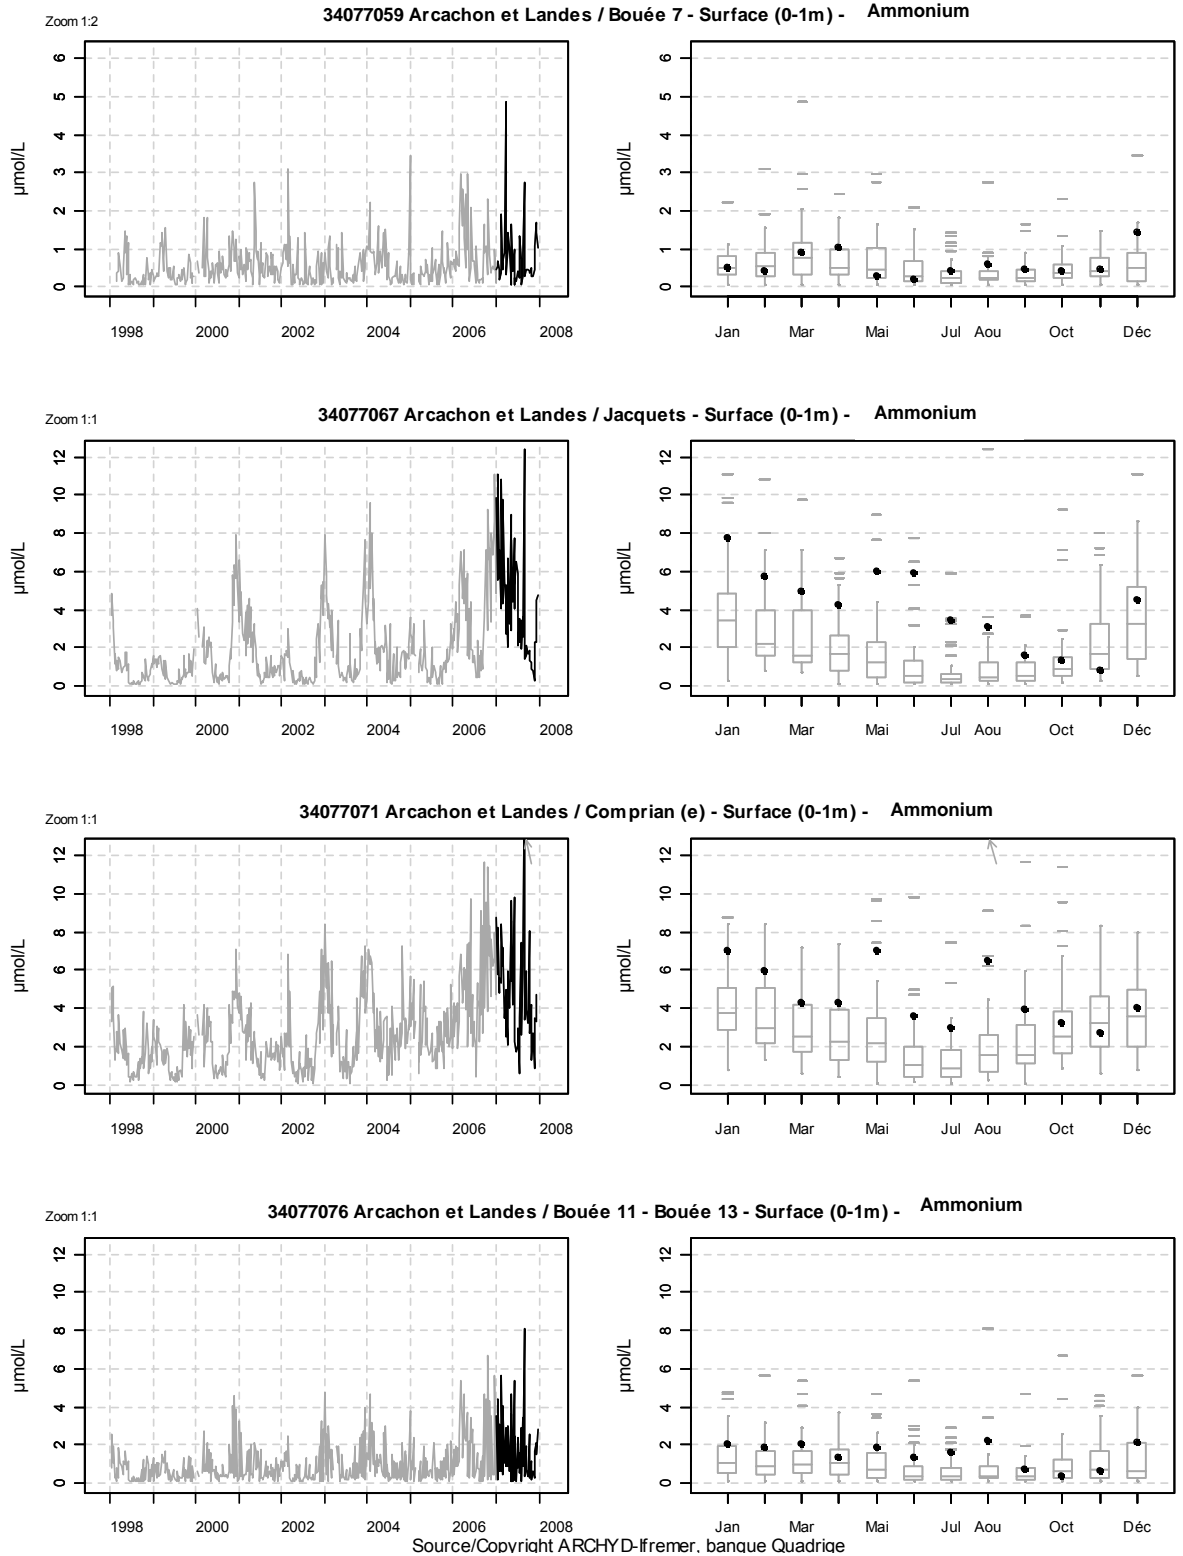 Zoom 1:2
34077059 Arcachon et Landes / Bouée 7 - Surface (0-1m) - Ammonium
µmol/L
0 1 2 3 4 5 6
1998 2000 2002 2004 2006 2008
µmol/L
0 1 2 3 4 5 6
Jan Mar Mai Jul Aou Oct Déc
Zoom 1:1
34077067 Arcachon et Landes / Jacquets - Surface (0-1m) - Ammonium
µmol/L
0 2 4 6 8 10 12
1998 2000 2002 2004 2006 2008
µmol/L
0 2 4 6 8 10 12
Jan Mar Mai Jul Aou Oct Déc
Zoom 1:1
34077071 Arcachon et Landes / Comprian (e) - Surface (0-1m) - Ammonium
µmol/L
0 2 4 6 8 10 12
1998 2000 2002 2004 2006 2008
µmol/L
0 2 4 6 8 10 12
Jan Mar Mai Jul Aou Oct Déc
Zoom 1:1
34077076 Arcachon et Landes / Bouée 11 - Bouée 13 - Surface (0-1m) - Ammonium
µmol/L
0 2 4 6 8 10 12
1998 2000 2002 2004 2006 2008
µmol/L
0 2 4 6 8 10 12
Jan Mar Mai Jul Aou Oct Déc
Source/Copyright ARCHYD-Ifremer, banque Quadrige